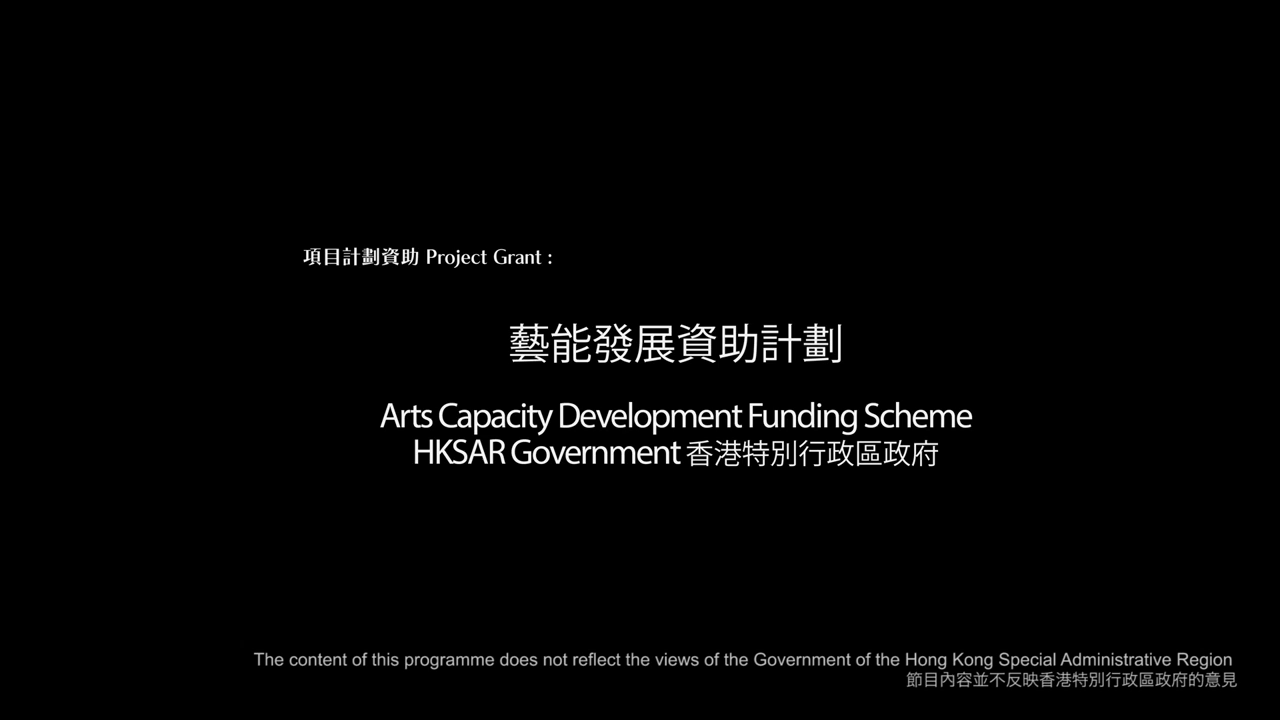 項目計劃資助 Project Grant :
藝能發展資助計劃
Arts Capacity Development Funding Scheme
HKSAR Government 香港特別行政區政府
The content of this programme does not reflect the views of the Government of the Hong Kong Special Administrative Region
節目內容並不反映香港特別行政區政府的意見